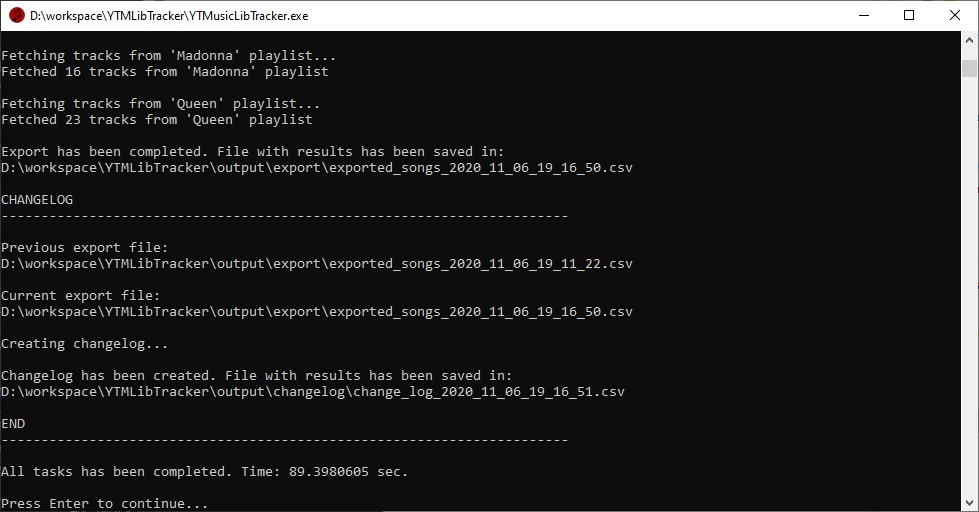 D:\workspace\YTMLibTracker\YTMusicLibTracker.exe
Fetching tracks from 'Madonna' playlist...
Fetched 16 tracks from 'Madonna' playlist
Fetching tracks from 'Queen' playlist...
Fetched 23 tracks from 'Queen' playlist
Export has been completed. File with results has been saved in:
D:\workspace\YTMLibTracker\output\export\exported_songs_2020_11_06_19_16_50.csv
CHANGELOG
-----------------------------------------------------------------------
Previous export file:
D:\workspace\YTMLibTracker\output\export\exported_songs_2020_11_06_19_11_22.csv
Current export file:
D:\workspace\YTMLibTracker\output\export\exported_songs_2020_11_06_19_16_50.csv
Creating changelog...
Changelog has been created. File with results has been saved in:
D:\workspace\YTMLibTracker\output\changelog\change_log_2020_11_06_19_16_51.csv
END
-----------------------------------------------------------------------
All tasks has been completed. Time: 89.3980605 sec.
Press Enter to continue...